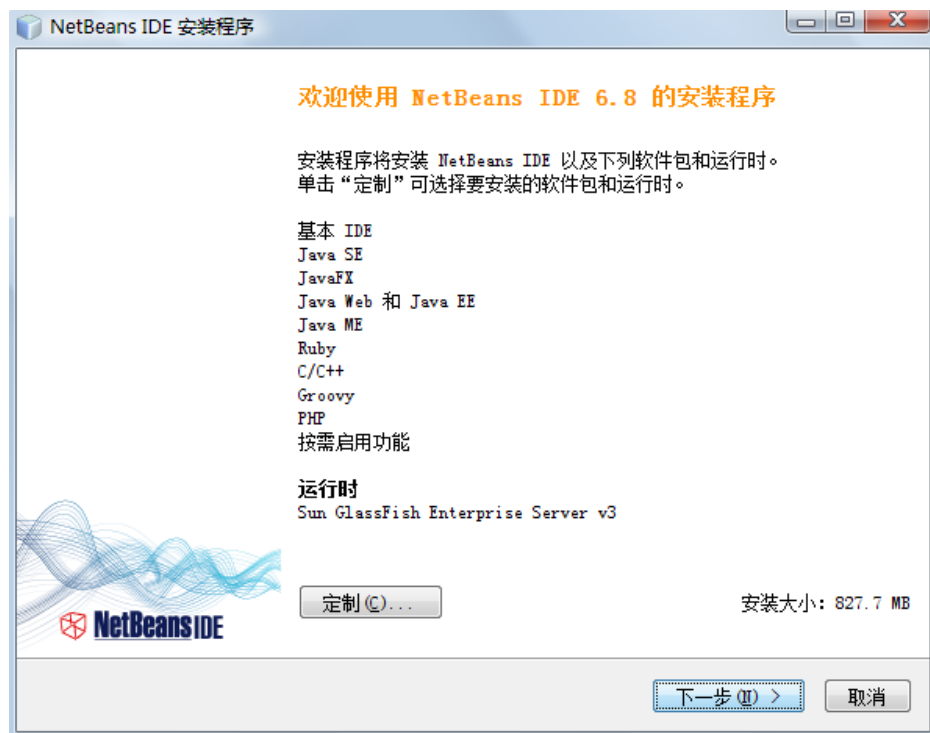 NetBeans IDE 安装程序
欢迎使用 NetBeans IDE 6.8 的安装程序
安装程序将安装 NetBeans IDE 以及下列软件包和运行时。
单击“定制”可选择要安装的软件包和运行时。
基本 IDE
Java SE
JavaFX
Java Web 和 Java EE
Java ME
Ruby
C/C++
Groovy
PHP
按需启用功能
运行时
Sun GlassFish Enterprise Server v3
定制(C)...
安装大小: 827.7 MB
NetBeans IDE
下一步(N) >
取消